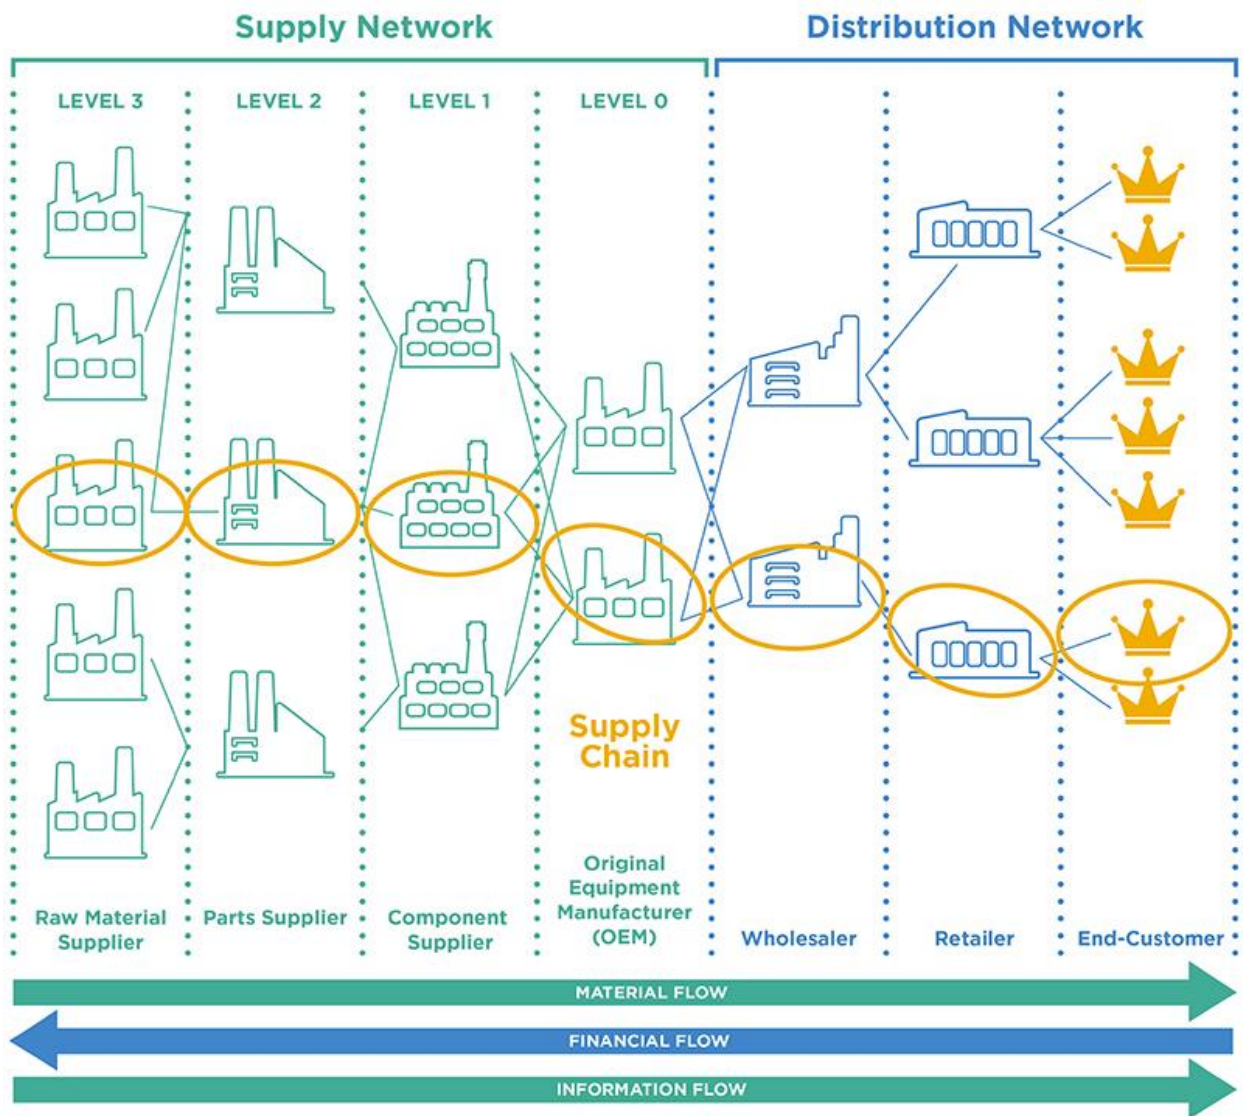 Supply Network
Distribution Network
LEVEL 3
LEVEL 2
LEVEL 1
LEVEL 0
Supply
Chain
Raw Material
Supplier
Parts Supplier
Component
Supplier
Original
Equipment
Manufacturer
(OEM)
Wholesaler
Retailer
End-Customer
MATERIAL FLOW
FINANCIAL FLOW
INFORMATION FLOW